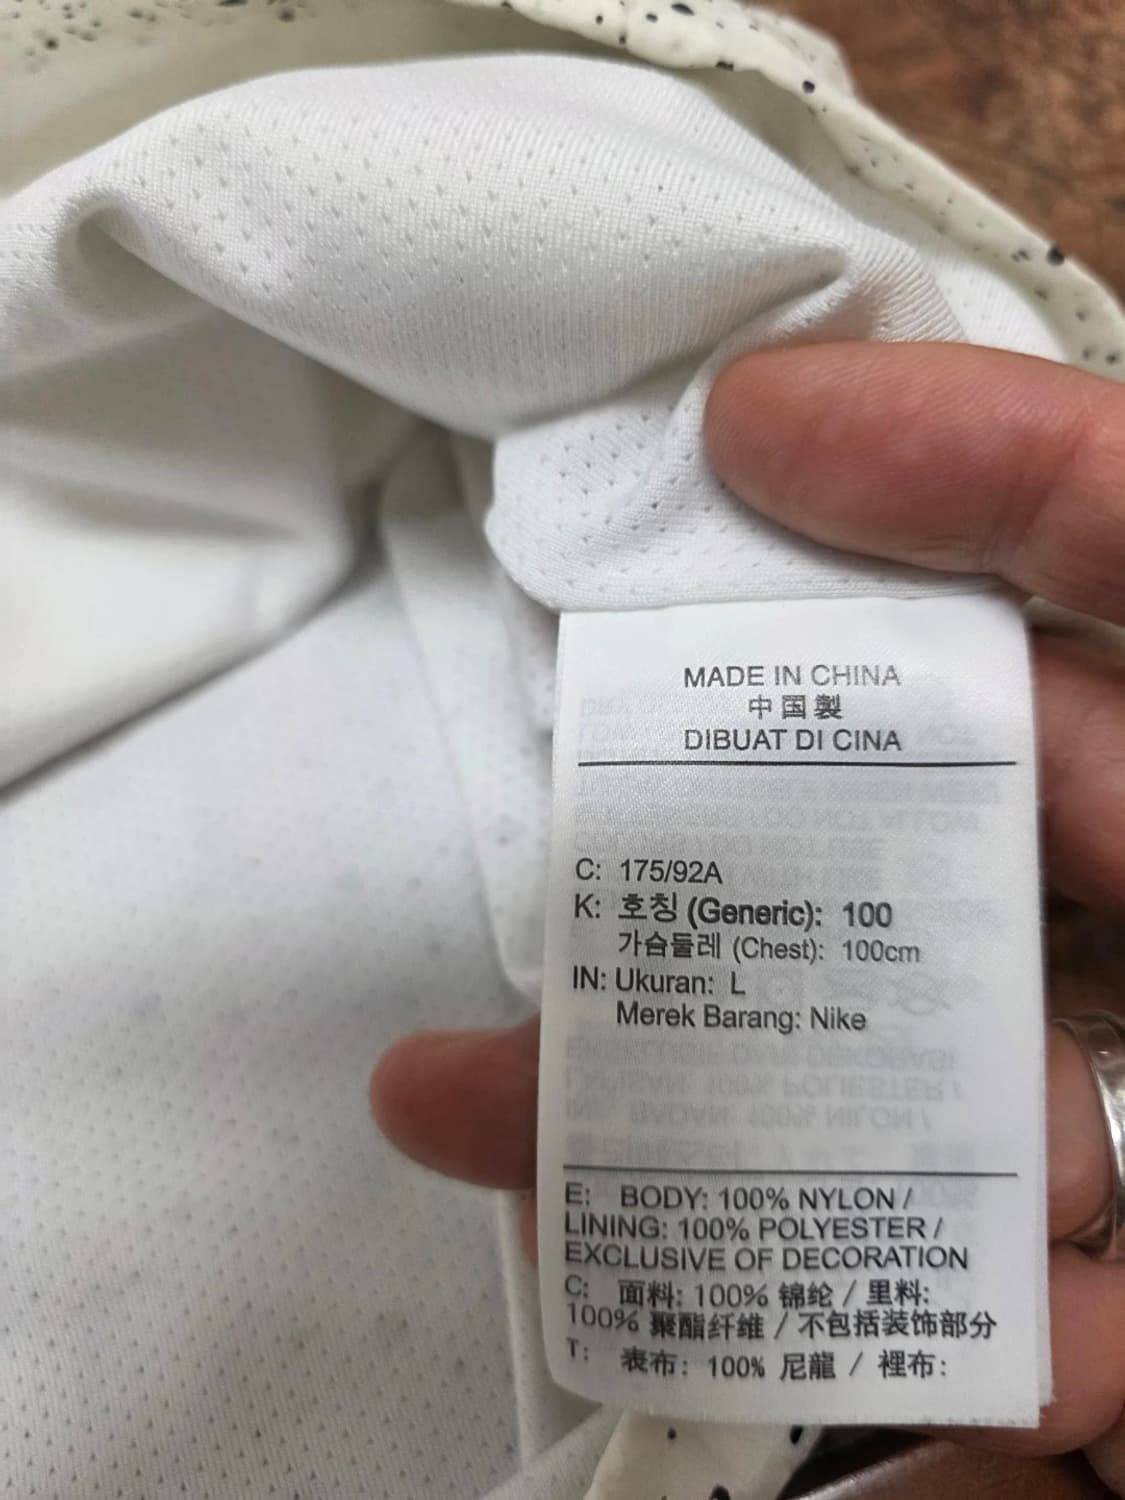 MADE IN CHINA
中国製
DIBUAT DI CINA
C: 175/92A
K: 호칭 (Generic): 100
가슴둘레 (Chest): 100cm
IN: Ukuran: L
Merek Barang: Nike
E: BODY: 100% NYLON /
LINING: 100% POLYESTER /
EXCLUSIVE OF DECORATION
C: 面料: 100% 锦纶 / 里料:
100% 聚酯纤维 / 不包括装饰部分
T: 表布: 100% 尼龍 / 裡布: